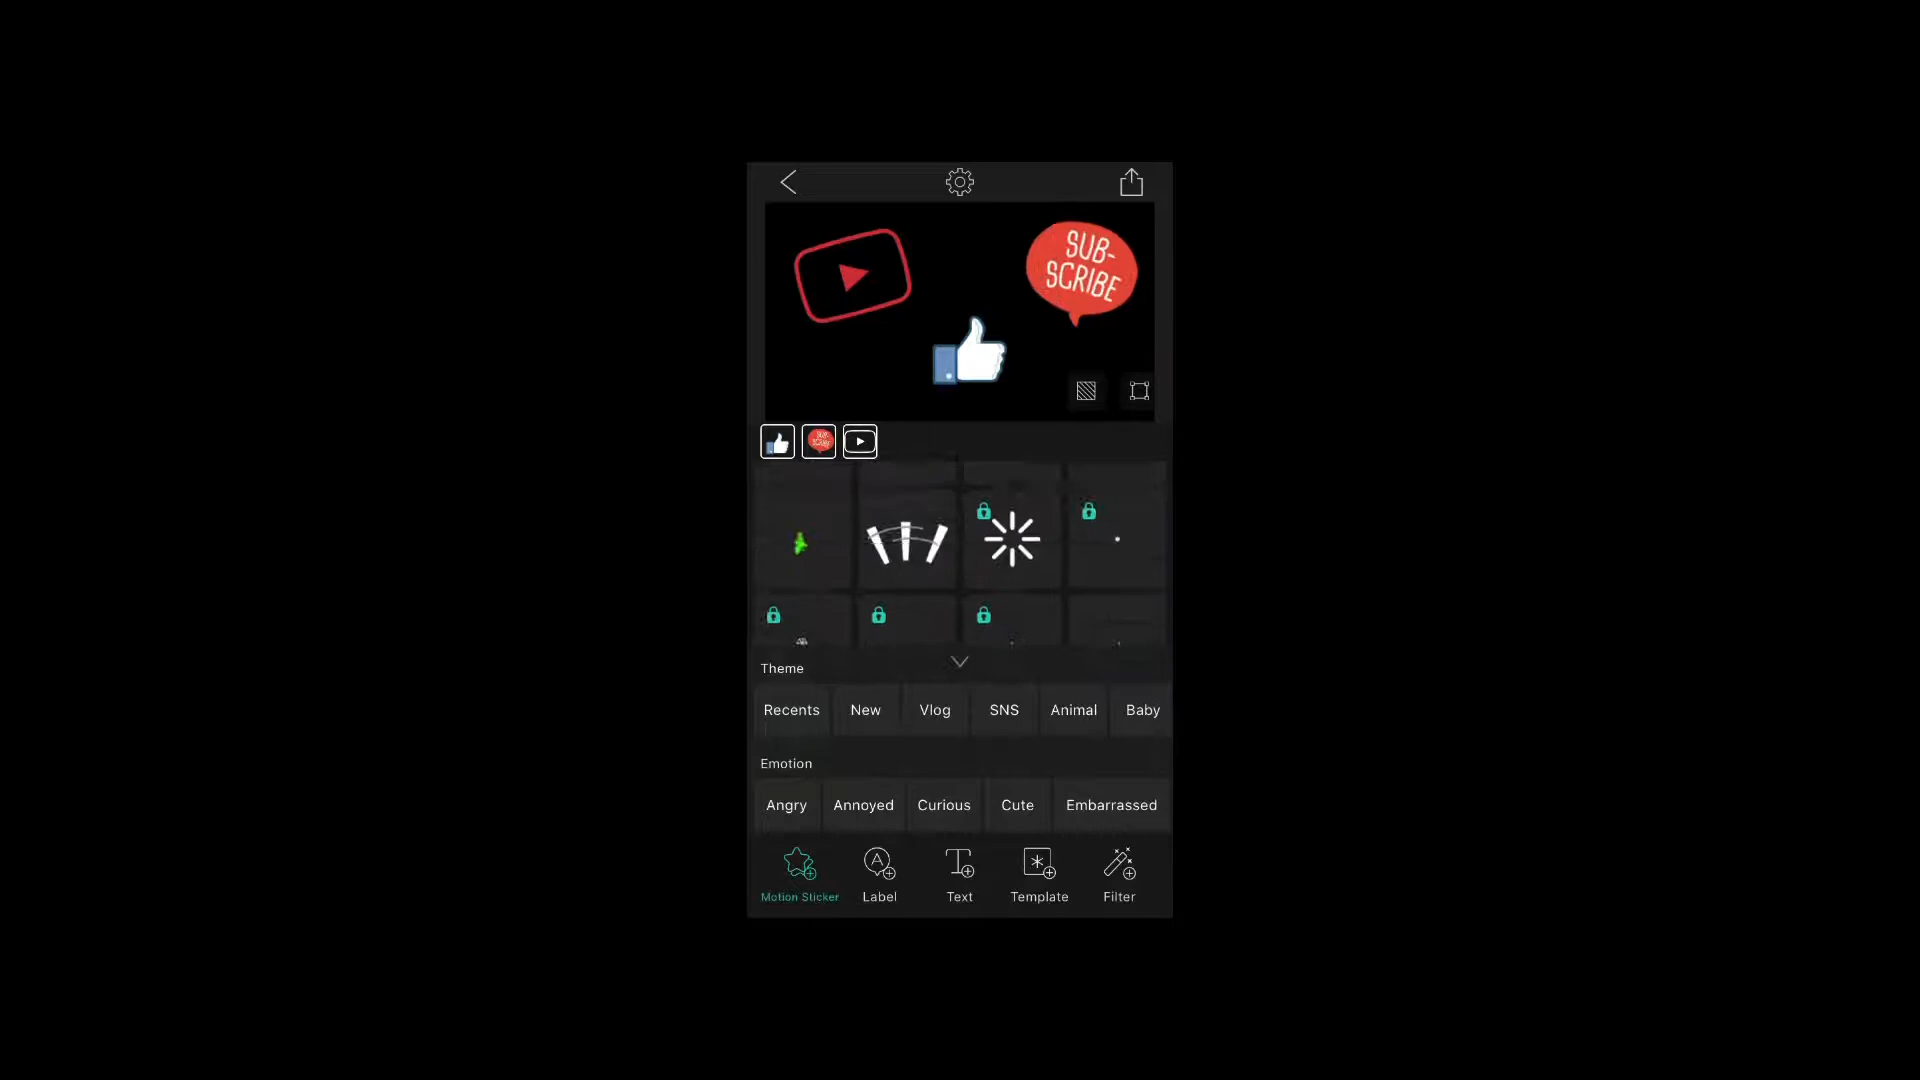 SUB-
SCRIBE
Theme
Recents New Vlog SNS Animal Baby
Emotion
Angry Annoyed Curious Cute Embarrassed
Motion Sticker Label Text Template Filter